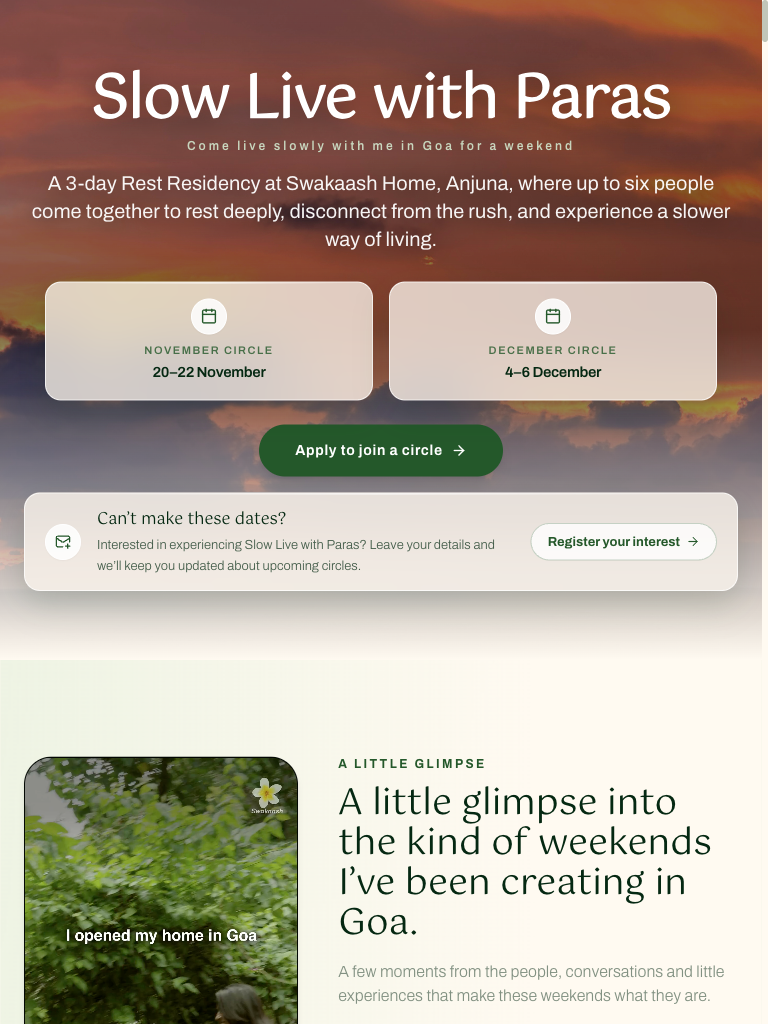 Slow Live with Paras
Come live slowly with me in Goa for a weekend
A 3-day Rest Residency at Swakaash Home, Anjuna, where up to six people
come together to rest deeply, disconnect from the rush, and experience a slower
way of living.
NOVEMBER CIRCLE
20–22 November
DECEMBER CIRCLE
4–6 December
Apply to join a circle
Can’t make these dates?
Interested in experiencing Slow Live with Paras? Leave your details and
we’ll keep you updated about upcoming circles.
Register your interest
Swakaash
I opened my home in Goa
A LITTLE GLIMPSE
A little glimpse into
the kind of weekends
I’ve been creating in
Goa.
A few moments from the people, conversations and little
experiences that make these weekends what they are.